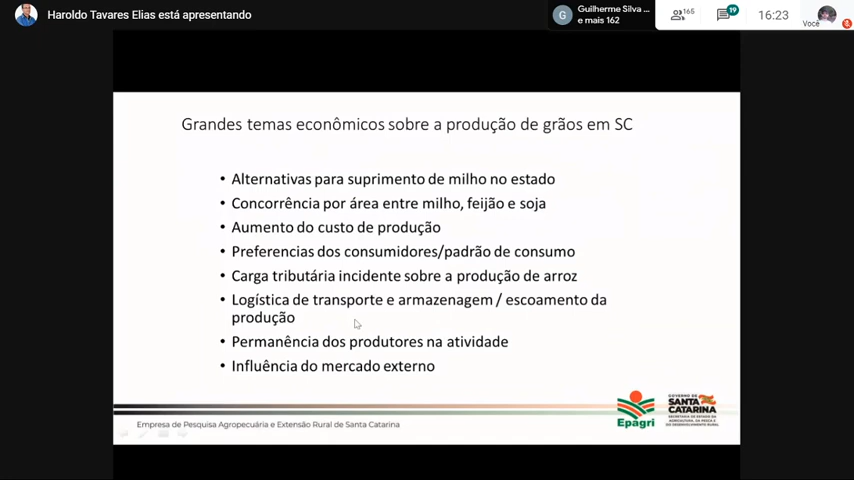 Haroldo Tavares Elias está apresentando
G
Guilherme Silva ...
e mais 162
165
19
16:23
Você
Grandes temas econômicos sobre a produção de grãos em SC
• Alternativas para suprimento de milho no estado
• Concorrência por área entre milho, feijão e soja
• Aumento do custo de produção
• Preferencias dos consumidores/padrão de consumo
• Carga tributária incidente sobre a produção de arroz
• Logística de transporte e armazenagem / escoamento da
produção
• Permanência dos produtores na atividade
• Influência do mercado externo
Empresa de Pesquisa Agropecuária e Extensão Rural de Santa Catarina
Epagri
GOVERNO DE
SANTA
CATARINA
SECRETARIA DE ESTADO DA
AGRICULTURA, DA PESCA E
DO DESENVOLVIMENTO RURAL